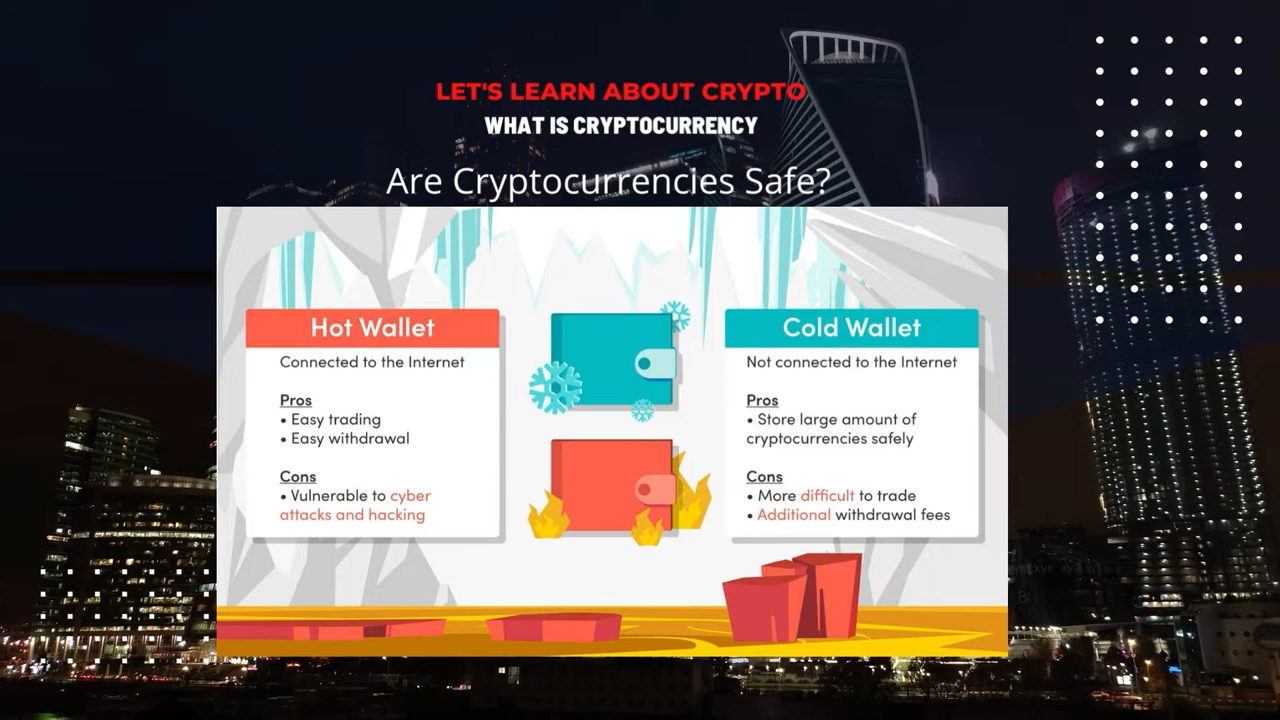 LET'S LEARN ABOUT CRYPTO
WHAT IS CRYPTOCURRENCY
Are Cryptocurrencies Safe?
Hot Wallet
Connected to the Internet
Pros
• Easy trading
• Easy withdrawal
Cons
• Vulnerable to cyber
attacks and hacking
Cold Wallet
Not connected to the Internet
Pros
• Store large amount of
cryptocurrencies safely
Cons
• More difficult to trade
• Additional withdrawal fees